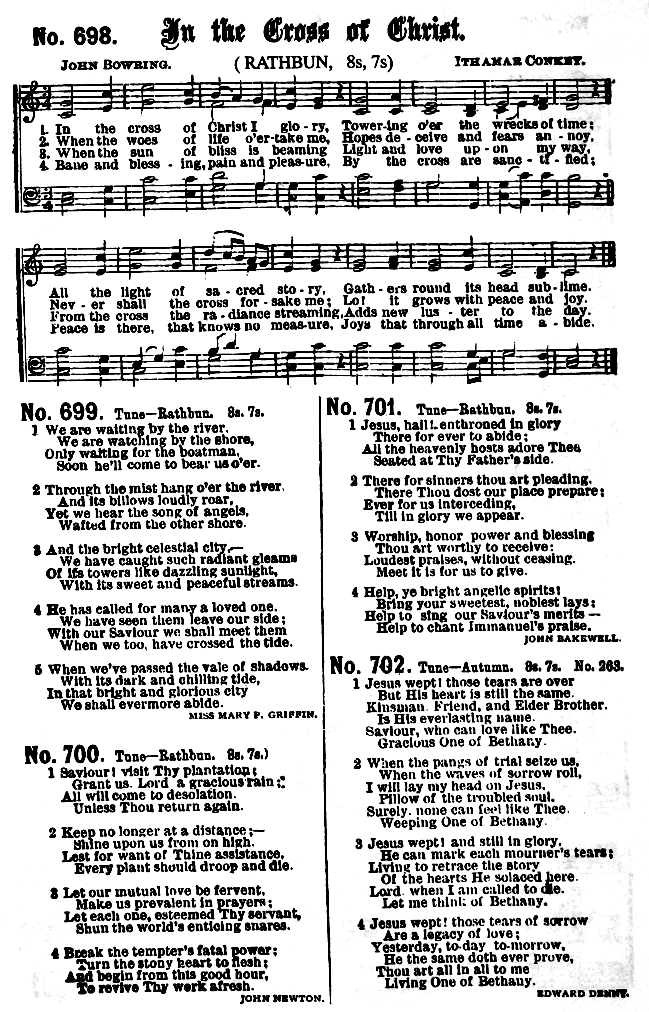 No. 698. In the Cross of Christ.
JOHN BOWRING. (RATHBUN, 8s, 7s) ITHAMAR CONKEY.
1. In the cross of Christ I glo - ry, Tower-ing o'er the wrecks of time;
2. When the woes of life o'er-take me, Hopes de - ceive and fears an - noy,
3. When the sun of bliss is beaming Light and love up - on my way,
4. Bane and bless - ing, pain and pleas-ure, By the cross are sanc - ti - fied;
All the light of sa - cred sto - ry, Gath - ers round its head sub - lime.
Nev - er shall the cross for - sake me; Lo! it grows with peace and joy.
From the cross the ra - diance streaming, Adds new lus - ter to the day.
Peace is there, that knows no meas-ure, Joys that through all time a - bide.
No. 699. Tune—Rathbun. 8s. 7s.
1 We are waiting by the river,
We are watching by the shore,
Only waiting for the boatman,
Soon he'll come to bear us o'er.
2 Through the mist hang o'er the river,
And its billows loudly roar,
Yet we hear the song of angels,
Wafted from the other shore.
3 And the bright celestial city,—
We have caught such radiant gleams
Of its towers like dazzling sunlight,
With its sweet and peaceful streams.
4 He has called for many a loved one,
We have seen them leave our side;
With our Saviour we shall meet them
When we too, have crossed the tide.
5 When we've passed the vale of shadows.
With its dark and chilling tide,
In that bright and glorious city
We shall evermore abide.
MISS MARY P. GRIFFIN.
No. 700. Tune—Rathbun. 8s. 7s.)
1 Saviour! visit Thy plantation;
Grant us, Lord a gracious rain;
All will come to desolation.
Unless Thou return again.
2 Keep no longer at a distance;—
Shine upon us from on high.
Lest for want of Thine assistance,
Every plant should droop and die.
3 Let our mutual love be fervent,
Make us prevalent in prayers;
Let each one, esteemed Thy servant,
Shun the world's enticing snares.
4 Break the tempter's fatal power;
Turn the stony heart to flesh;
And begin from this good hour,
To revive Thy work afresh.
JOHN NEWTON.
No. 701. Tune—Rathbun. 8s. 7s.
1 Jesus, hail! enthroned in glory
There for ever to abide;
All the heavenly hosts adore Thee
Seated at Thy Father's side.
2 There for sinners thou art pleading.
There Thou dost our place prepare;
Ever for us interceding,
Till in glory we appear.
3 Worship, honor power and blessing
Thou art worthy to receive:
Loudest praises, without ceasing.
Meet it is for us to give.
4 Help, ye bright angelic spirits!
Bring your sweetest, noblest lays;
Help to sing our Saviour's merits —
Help to chant Immanuel's praise.
JOHN BAKEWELL.
No. 702. Tune—Autumn. 8s. 7s. No. 263.
1 Jesus wept! those tears are over
But His heart is still the same.
Kinsman, Friend, and Elder Brother.
Is His everlasting name.
Saviour, who can love like Thee.
Gracious One of Bethany.
2 When the pangs of trial seize us,
When the waves of sorrow roll,
I will lay my head on Jesus,
Pillow of the troubled soul.
Surely, none can feel like Thee.
Weeping One of Bethany.
3 Jesus wept! and still in glory,
He can mark each mourner's tears;
Living to retrace the story
Of the hearts He solaced here.
Lord, when I am called to die.
Let me think of Bethany.
4 Jesus wept! those tears of sorrow
Are a legacy of love;
Yesterday, to-day to-morrow,
He the same doth ever prove,
Thou art all in all to me
Living One of Bethany.
EDWARD DENNY.